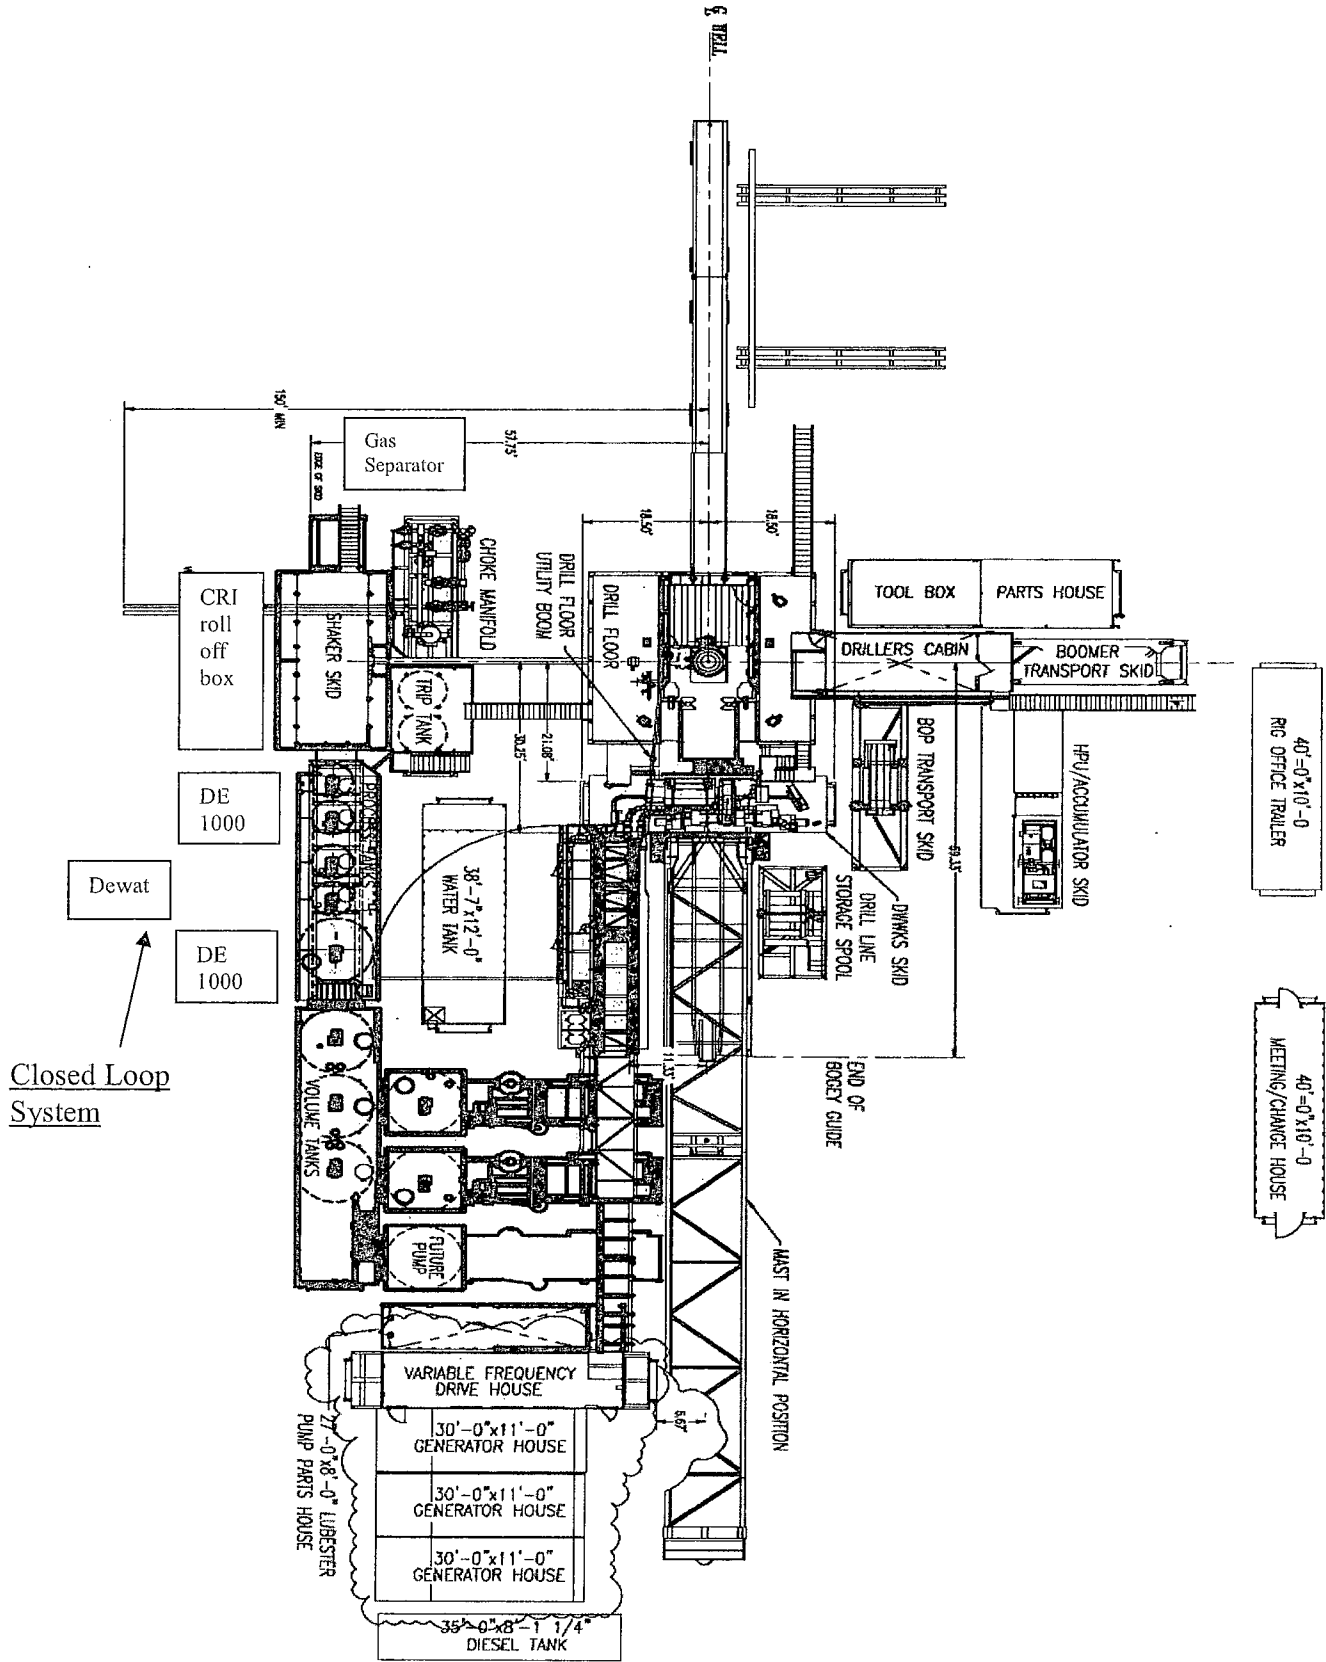 ℄ WELL
150' MIN
57.75'
Gas
Separator
EDGE OF SKID
18.50'
18.50'
CHOKE MANIFOLD
DRILL FLOOR
UTILITY BOOM
DRILL FLOOR
TOOL BOX
PARTS HOUSE
DRILLERS CABIN
BOOMER
TRANSPORT SKID
CRI
roll
off
box
SHAKER SKID
TRIP TANK
30.25'
21.08'
BOP TRANSPORT SKID
HPU/ACCUMULATOR SKID
40'=0"x10'-0
RIG OFFICE TRAILER
DE
1000
PROCESS TANKS
38'-7"x12'-0"
WATER TANK
69.33'
Dewat
DE
1000
DWKS SKID
DRILL LINE
STORAGE SPOOL
Closed Loop
System
VOLUME TANKS
11.33'
END OF
BOGEY GUIDE
40'=0"x10'-0
MEETING/CHANGE HOUSE
FUTURE
PUMP
MAST IN HORIZONTAL POSITION
VARIABLE FREQUENCY
DRIVE HOUSE
5.67'
27'-0"x8'-0" LUBESTER
PUMP PARTS HOUSE
30'-0"x11'-0"
GENERATOR HOUSE
30'-0"x11'-0"
GENERATOR HOUSE
30'-0"x11'-0"
GENERATOR HOUSE
35'-0"x8'-1 1/4"
DIESEL TANK